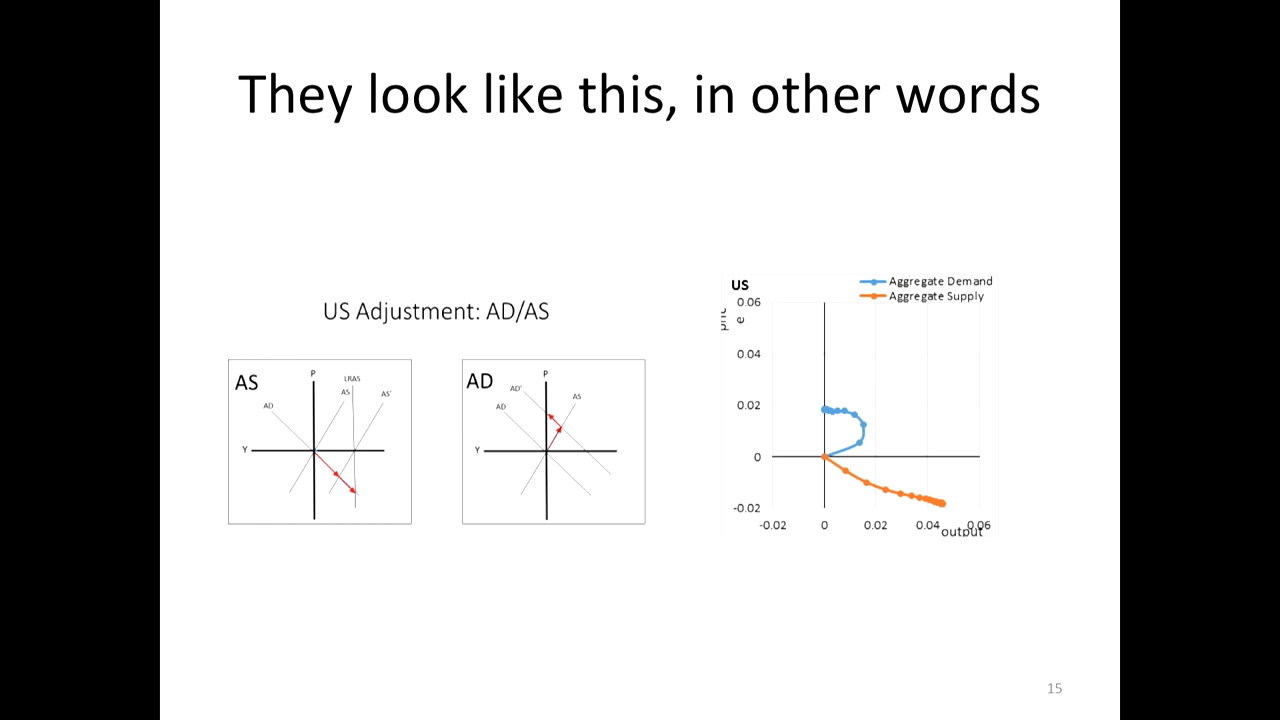 They look like this, in other words
US Adjustment: AD/AS
AS
P
LRAS
AS
AS'
AD
Y
AD
P
AD'
AD
AS
Y
US
Aggregate Demand
Aggregate Supply
0.06
0.04
0.02
0
-0.02
-0.02
0
0.02
0.04
0.06
output
15